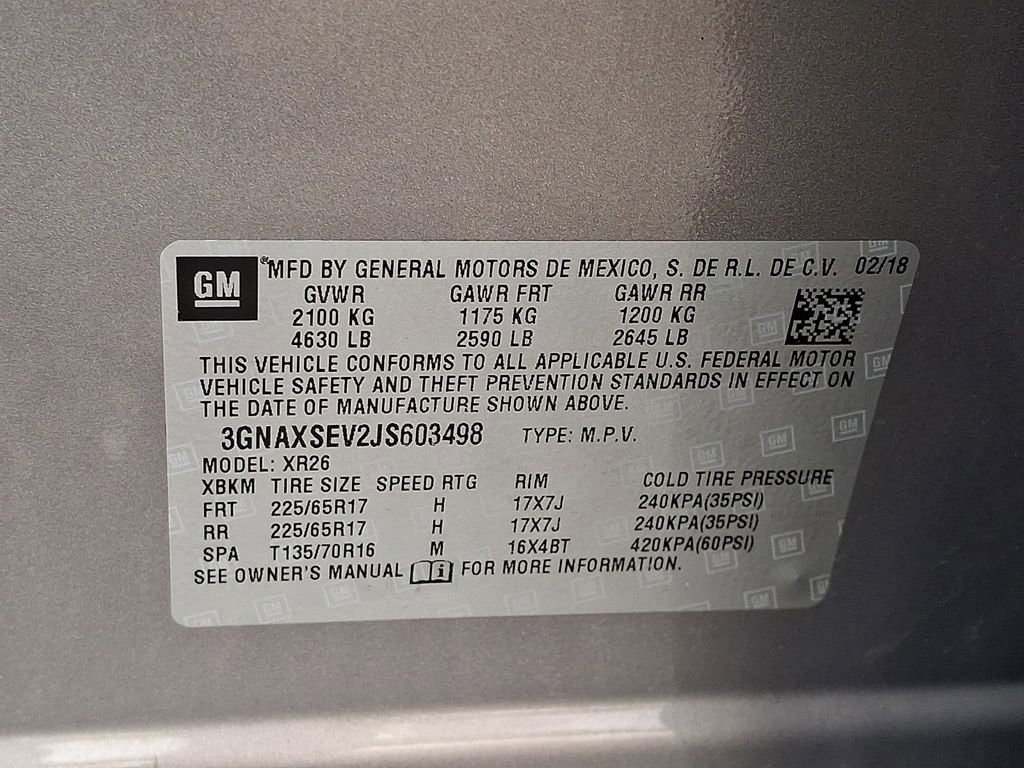 GM ®MFD BY GENERAL MOTORS DE MEXICO, S. DE R.L. DE C.V. 02/18
GVWR GAWR FRT GAWR RR
2100 KG 1175 KG 1200 KG
4630 LB 2590 LB 2645 LB
THIS VEHICLE CONFORMS TO ALL APPLICABLE U.S. FEDERAL MOTOR
VEHICLE SAFETY AND THEFT PREVENTION STANDARDS IN EFFECT ON
THE DATE OF MANUFACTURE SHOWN ABOVE.
3GNAXSEV2JS603498 TYPE: M.P.V.
MODEL: XR26
XBKM TIRE SIZE SPEED RTG RIM COLD TIRE PRESSURE
FRT 225/65R17 H 17X7J 240KPA(35PSI)
RR 225/65R17 H 17X7J 240KPA(35PSI)
SPA T135/70R16 M 16X4BT 420KPA(60PSI)
SEE OWNER'S MANUAL i FOR MORE INFORMATION.